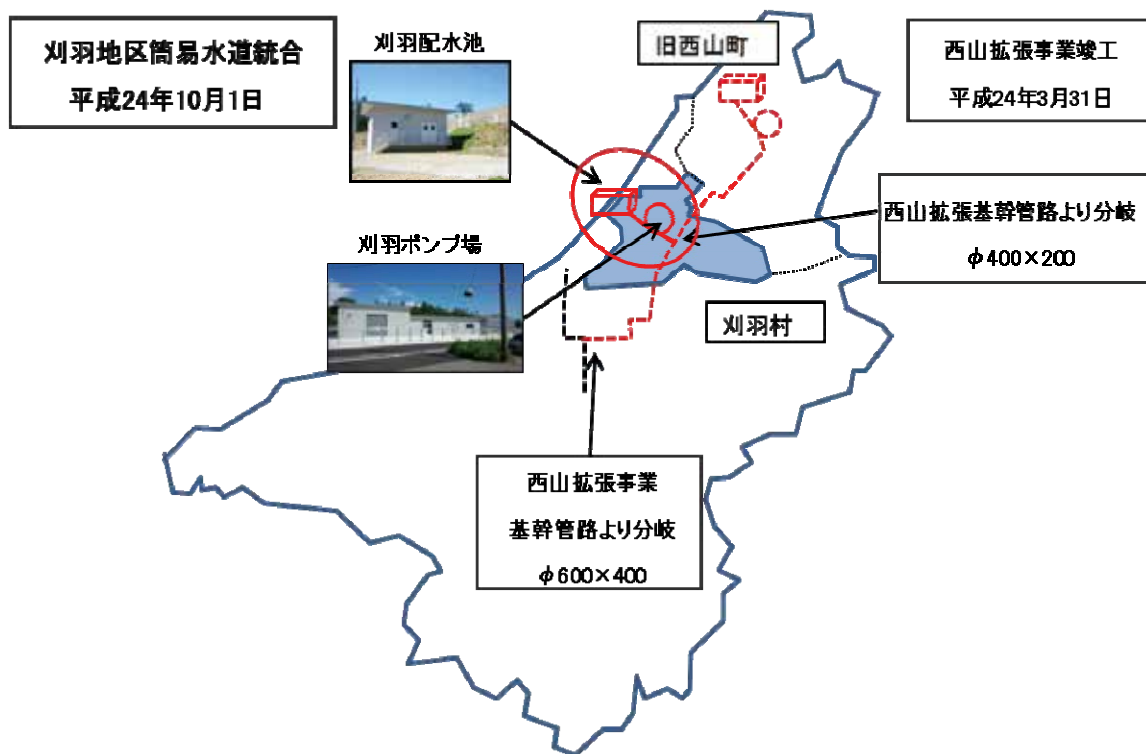 刈羽地区簡易水道統合
平成24年10月1日
刈羽配水池
旧西山町
西山拡張事業竣工
平成24年3月31日
西山拡張基幹管路より分岐
φ400×200
刈羽ポンプ場
刈羽村
西山拡張事業
基幹管路より分岐
φ600×400